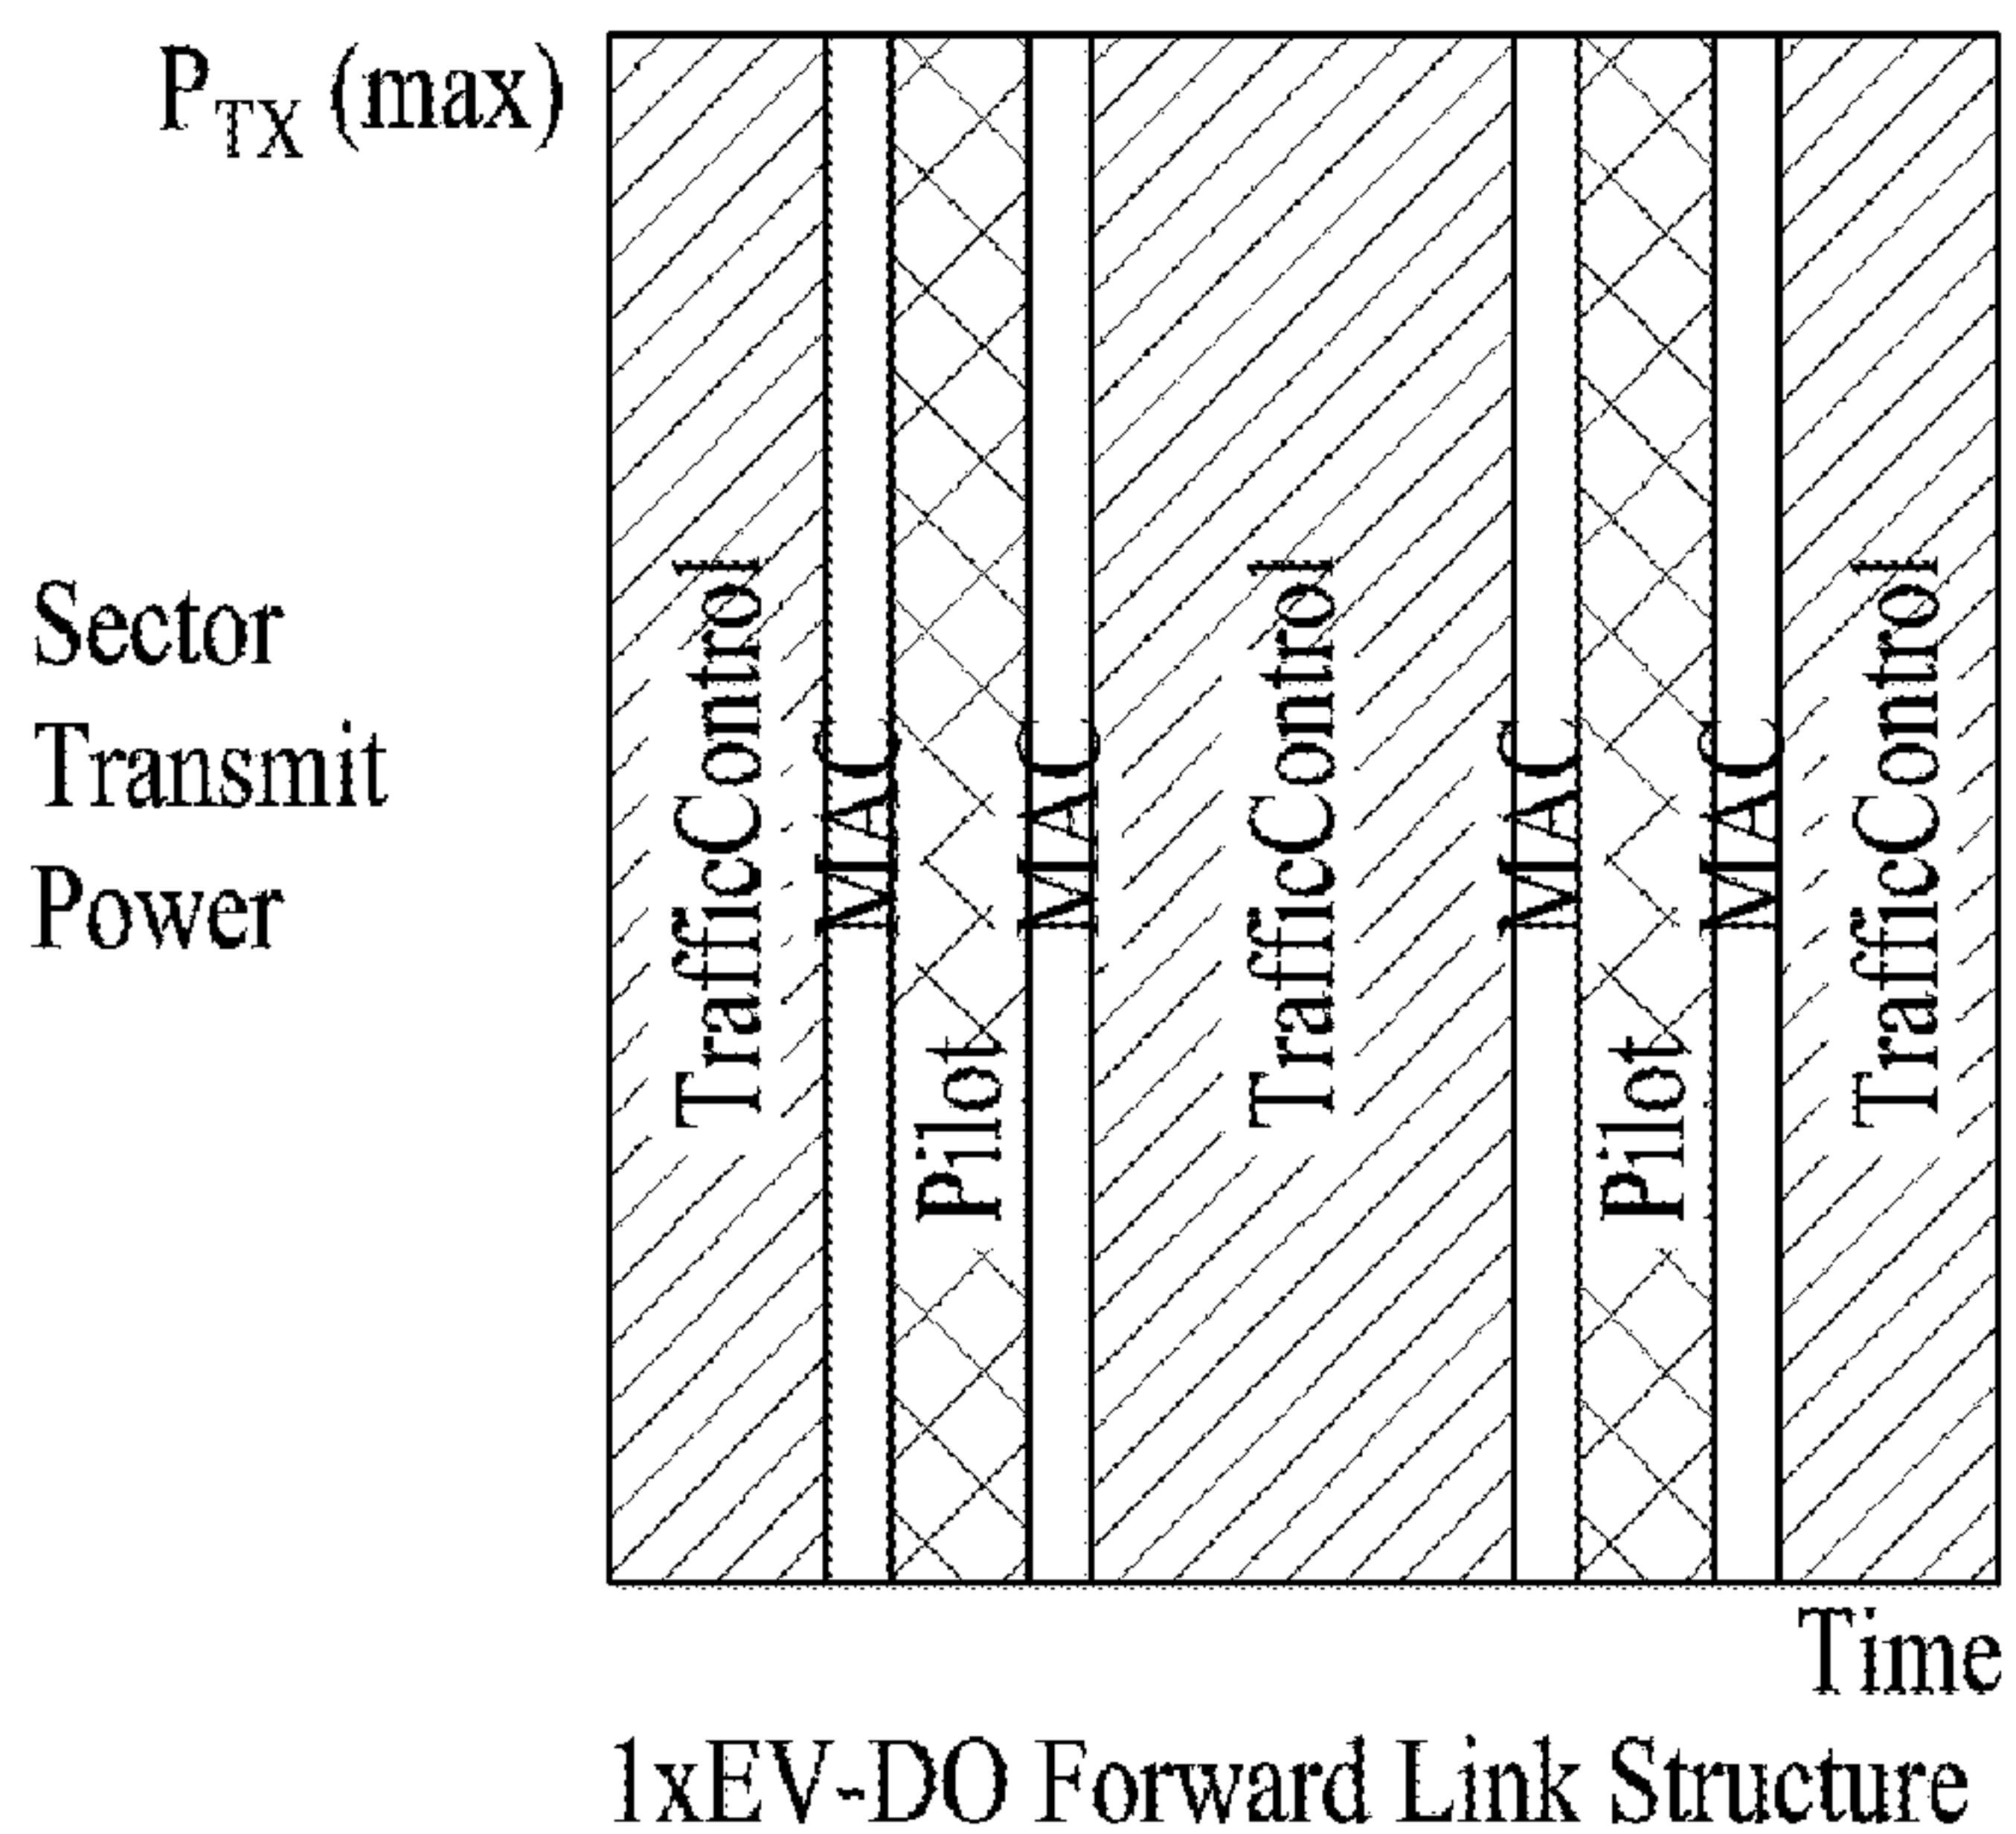 P_TX (max)
Sector
Transmit
Power
TrafficControl
MAC
Pilot
MAC
TrafficControl
MAC
Pilot
MAC
TrafficControl
Time
1xEV-DO Forward Link Structure